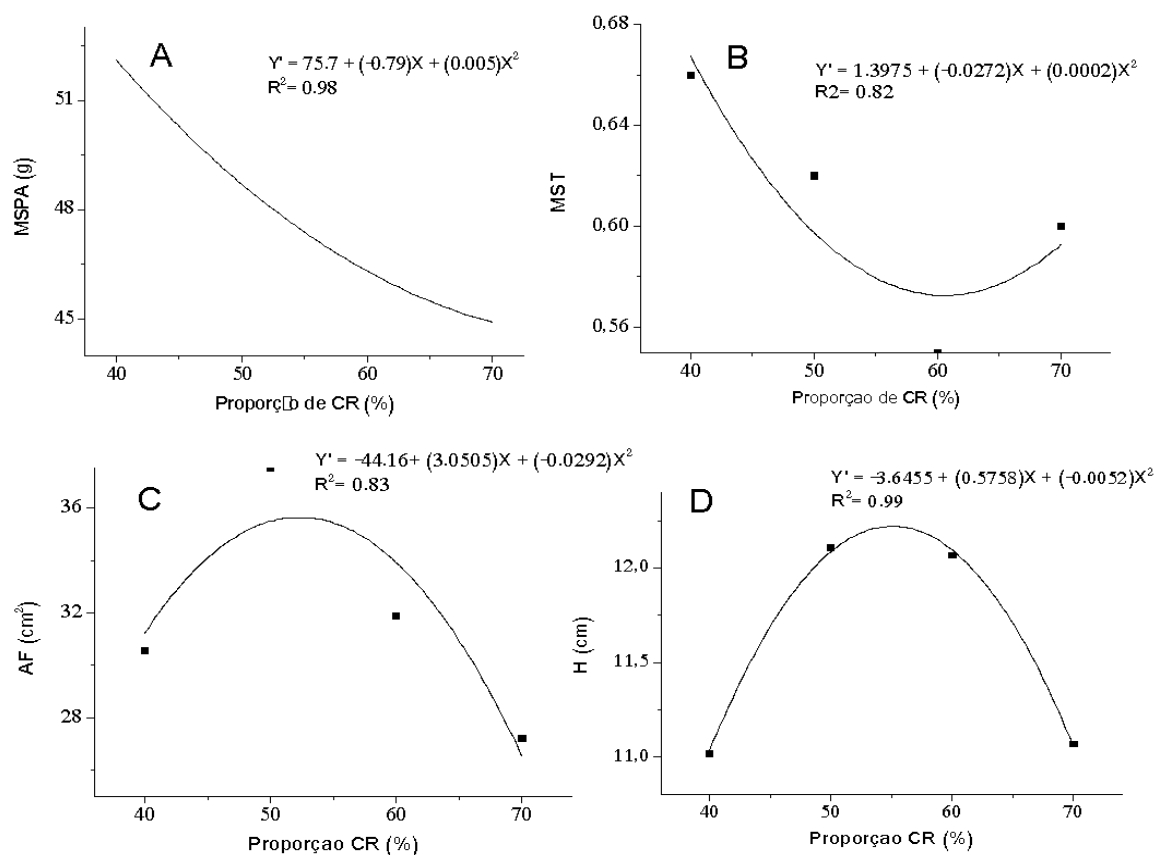 A
Y' = 75.7 + (-0.79)X + (0.005)X²
R²= 0.98
MSPA (g)
51
48
45
40 50 60 70
Proporç▯o de CR (%)
B
Y' = 1.3975 + (-0.0272)X + (0.0002)X²
R2= 0.82
MST
0,68
0,64
0,60
0,56
40 50 60 70
Proporçao de CR (%)
C
Y' = -44.16+ (3.0505)X + (-0.0292)X²
R²= 0.83
AF (cm²)
36
32
28
40 50 60 70
Proporçao CR (%)
D
Y' = -3.6455 + (0.5758)X + (-0.0052)X²
R²= 0.99
H (cm)
12,0
11,5
11,0
40 50 60 70
Proporçao CR (%)